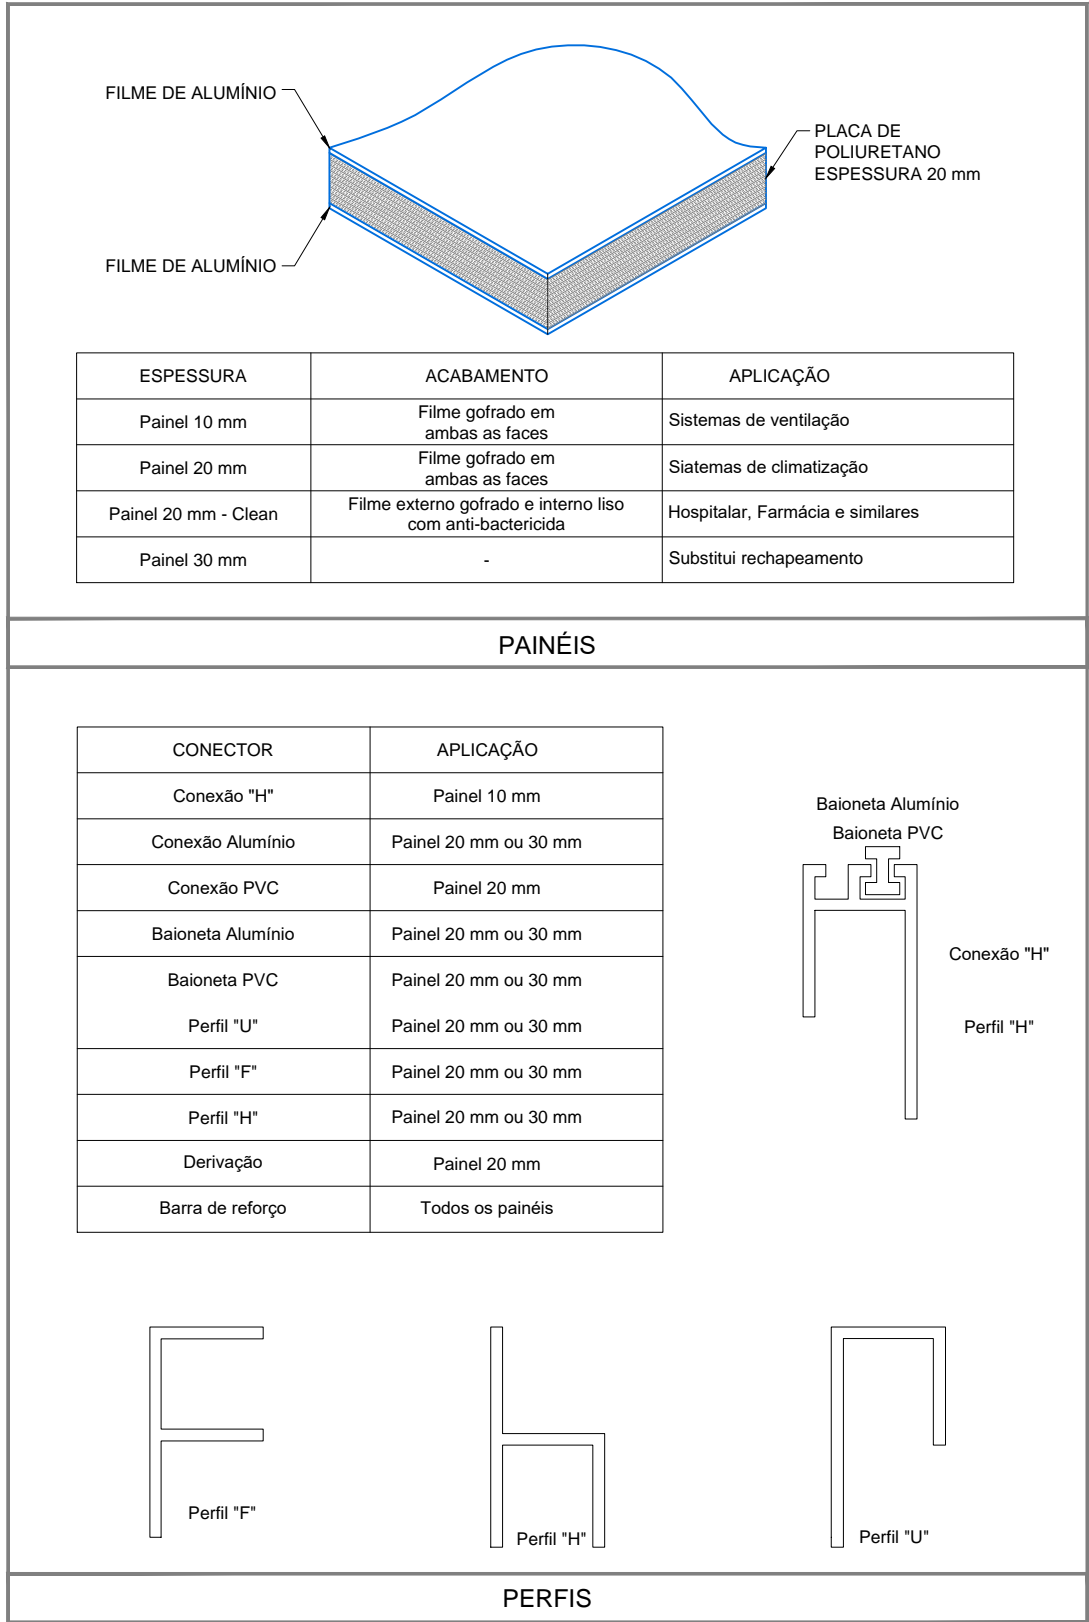 FILME DE ALUMÍNIO
PLACA DE
POLIURETANO
ESPESSURA 20 mm
FILME DE ALUMÍNIO
ESPESSURA ACABAMENTO APLICAÇÃO
Painel 10 mm
Filme gofrado em
ambas as faces
Sistemas de ventilação
Painel 20 mm
Filme gofrado em
ambas as faces
Siatemas de climatização
Painel 20 mm - Clean
Filme externo gofrado e interno liso
com anti-bactericida
Hospitalar, Farmácia e similares
Painel 30 mm - Substitui rechapeamento
PAINÉIS
CONECTOR APLICAÇÃO
Conexão "H" Painel 10 mm
Conexão Alumínio Painel 20 mm ou 30 mm
Conexão PVC Painel 20 mm
Baioneta Alumínio Painel 20 mm ou 30 mm
Baioneta PVC Painel 20 mm ou 30 mm
Perfil "U" Painel 20 mm ou 30 mm
Perfil "F" Painel 20 mm ou 30 mm
Perfil "H" Painel 20 mm ou 30 mm
Derivação Painel 20 mm
Barra de reforço Todos os painéis
Baioneta Alumínio
Baioneta PVC
Conexão "H"
Perfil "H"
Perfil "F"
Perfil "H"
Perfil "U"
PERFIS